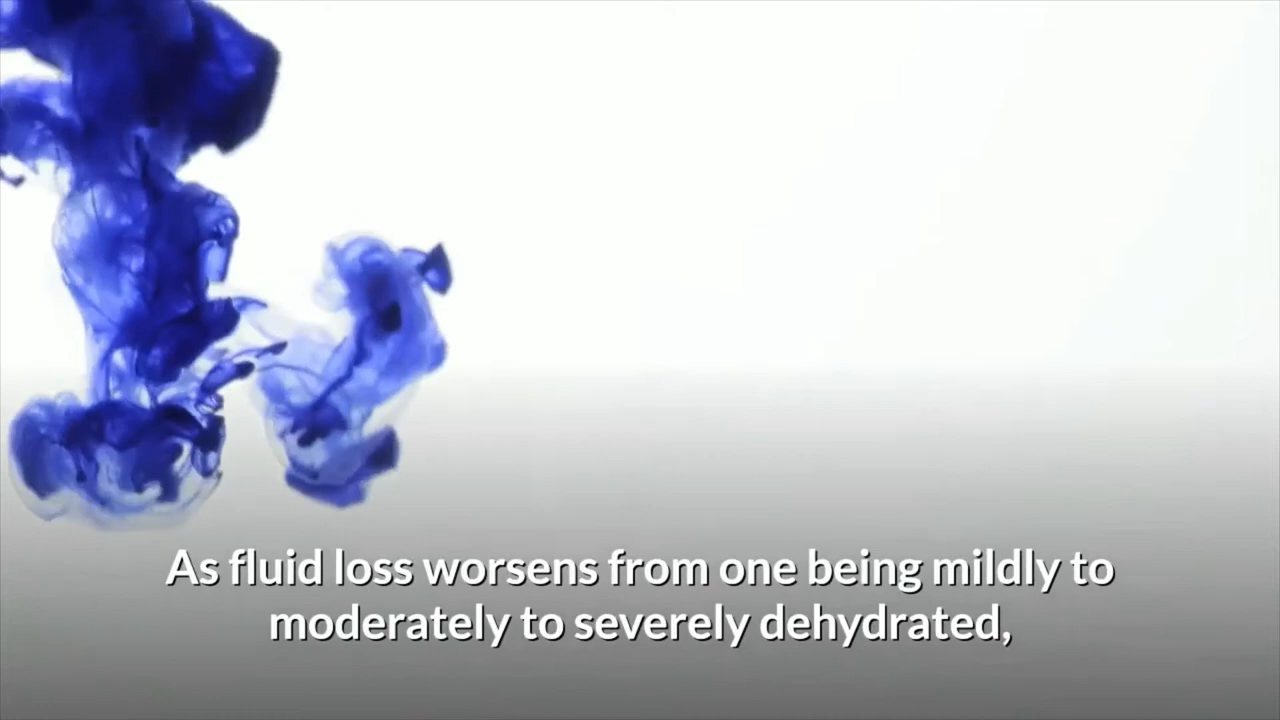 As fluid loss worsens from one being mildly to
moderately to severely dehydrated,